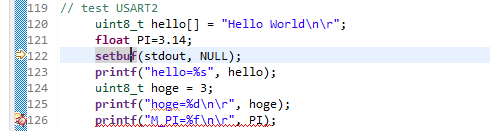 119 // test USART2
120 uint8_t hello[] = "Hello World\n\r";
121 float PI=3.14;
122 setbuf(stdout, NULL);
123 printf("hello=%s", hello);
124 uint8_t hoge = 3;
125 printf("hoge=%d\n\r", hoge);
126 printf("M_PI=%f\n\r", PI);